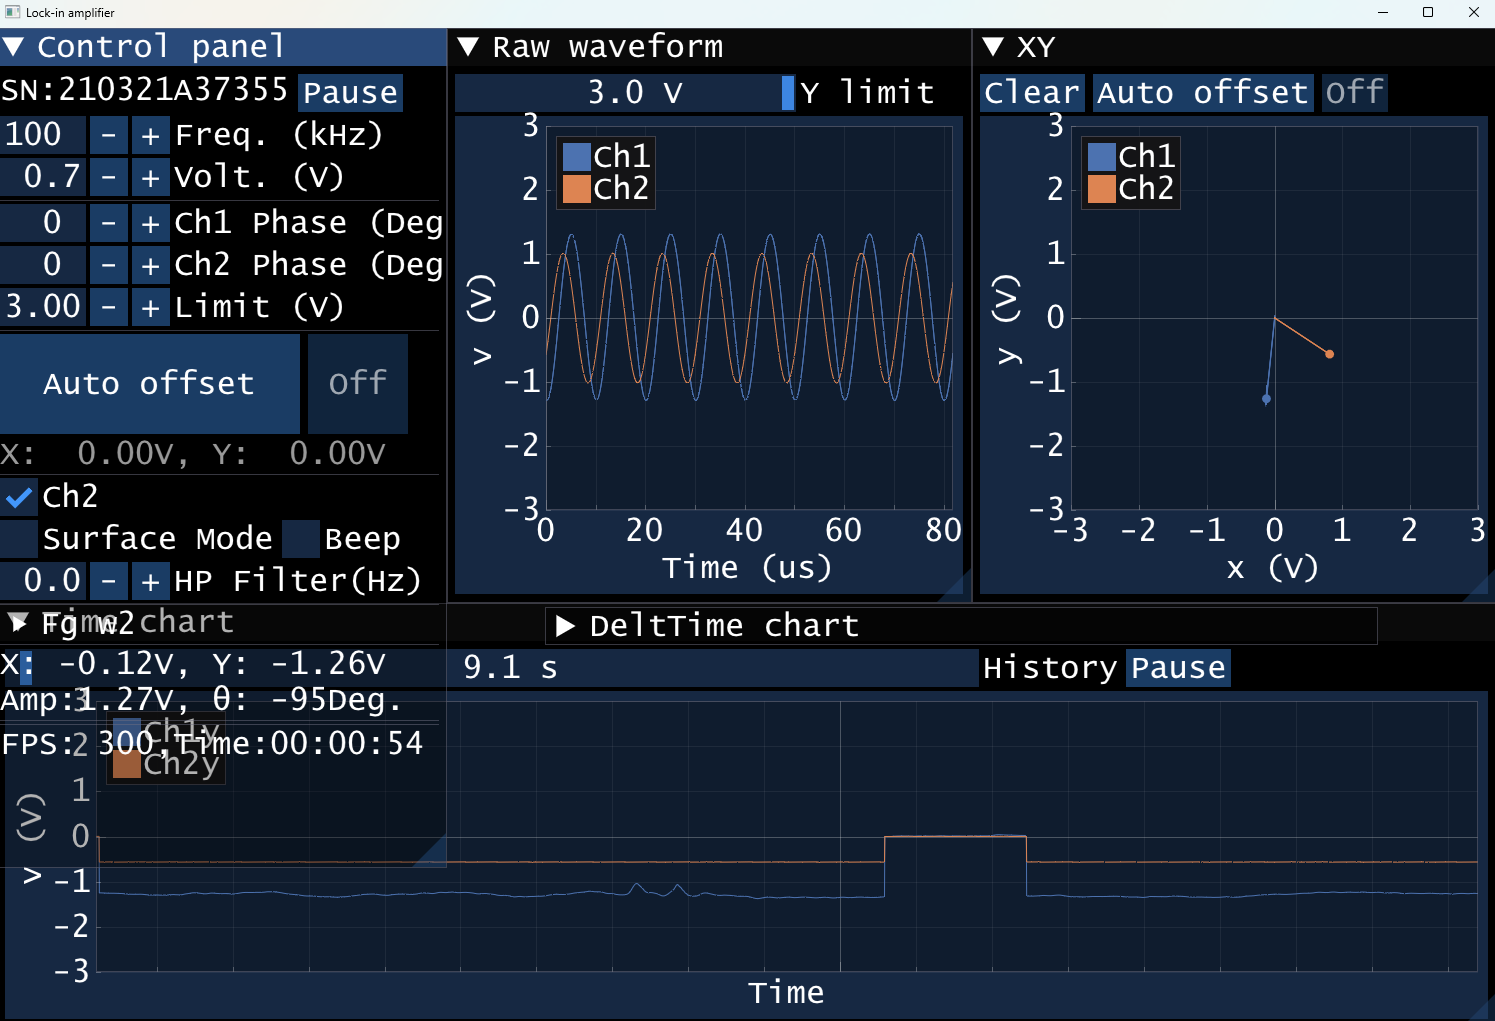 Lock-in amplifier
Control panel
SN:210321A37355 Pause
100 - + Freq. (kHz)
0.7 - + Volt. (V)
0 - + Ch1 Phase (Deg
0 - + Ch2 Phase (Deg
3.00 - + Limit (V)
Auto offset Off
X: 0.00V, Y: 0.00V
Ch2
Surface Mode Beep
0.0 - + HP Filter(Hz)
Fg w2
X: -0.12V, Y: -1.26V
Amp:1.27V, θ: -95Deg.
FPS: 300,Time:00:00:54
Raw waveform
3.0 V Y limit
Ch1
Ch2
3
2
1
0
-1
-2
-3
v (V)
0 20 40 60 80
Time (us)
XY
Clear Auto offset Off
Ch1
Ch2
3
2
1
0
-1
-2
-3
y (V)
-3 -2 -1 0 1 2 3
x (V)
Time chart
DeltTime chart
9.1 s History Pause
Ch1y
Ch2y
3
2
1
0
-1
-2
-3
v (V)
Time